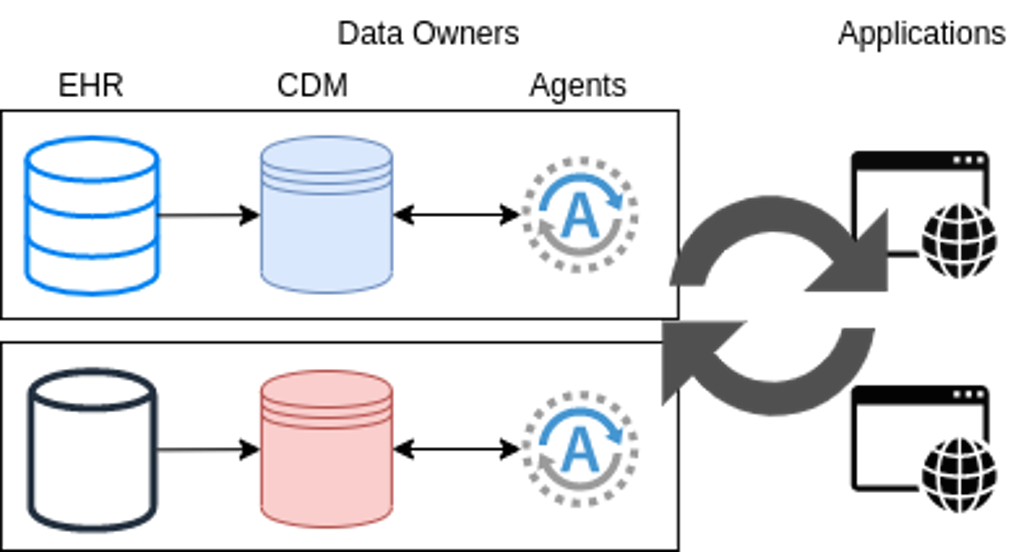 Data Owners
Applications
EHR
CDM
Agents
A
A